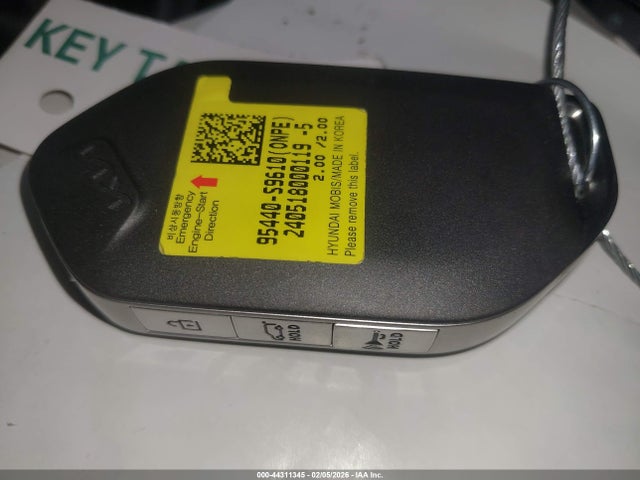 KEY TA
KIA
비상시동방향
Emergency
Engine-Start
Direction
95440-S9610(ONPE)
240518000119 -5
2.00 /2.00
HYUNDAI MOBIS/MADE IN KOREA
Please remove this label.
HOLD
HOLD
000-44311345 - 02/05/2026 - IAA Inc.